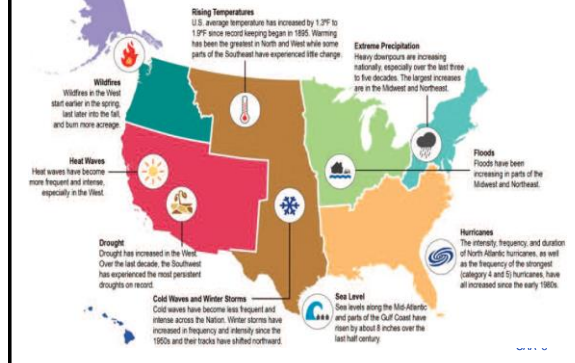 Rising Temperatures
U.S. average temperature has increased by 1.3°F to
1.9°F since record keeping began in 1895. Warming
has been the greatest in North and West while some
parts of the Southeast have experienced little change.
Extreme Precipitation
Heavy downpours are increasing
nationally, especially over the last three
to five decades. The largest increases
are in the Midwest and Northeast.
Wildfires
Wildfires in the West
start earlier in the spring,
last later into the fall,
and burn more acreage.
Heat Waves
Heat waves have become
more frequent and intense,
especially in the West.
Floods
Floods have been
increasing in parts of the
Midwest and Northeast.
Drought
Drought has increased in the West.
Over the last decade, the Southwest
has experienced the most persistent
droughts on record.
Hurricanes
The intensity, frequency, and duration
of North Atlantic hurricanes, as well
as the frequency of the strongest
(category 4 and 5) hurricanes, have
all increased since the early 1980s.
Cold Waves and Winter Storms
Cold waves have become less frequent and
intense across the Nation. Winter storms have
increased in frequency and intensity since the
1950s and their tracks have shifted northward.
Sea Level
Sea levels along the Mid-Atlantic
and parts of the Gulf Coast have
risen by about 8 inches over the
last half century.